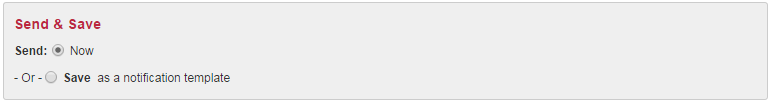 Send & Save
Send: Now
- Or - Save as a notification template